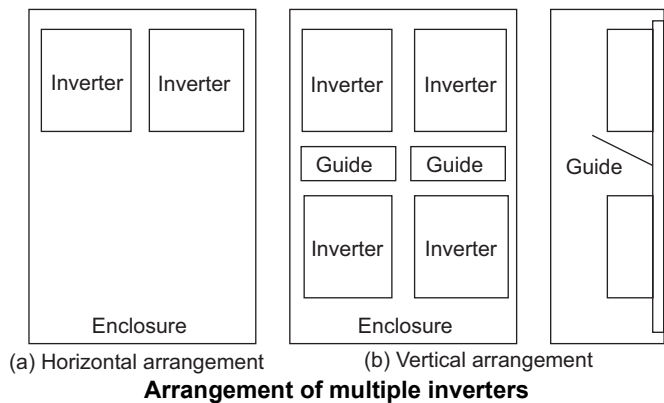 Inverter Inverter
Enclosure
(a) Horizontal arrangement
Inverter Inverter
Guide Guide
Inverter Inverter
Enclosure
Guide
(b) Vertical arrangement
Arrangement of multiple inverters